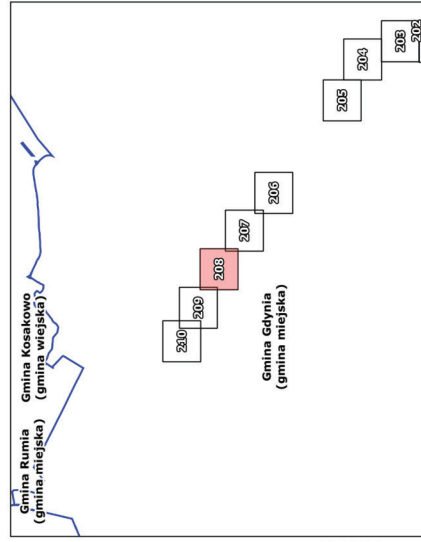 Gmina Rumia
(gmina miejska)
Gmina Kosakowo
(gmina wiejska)
210
209
208
207
206
205
204
203
202
Gmina Gdynia
(gmina miejska)